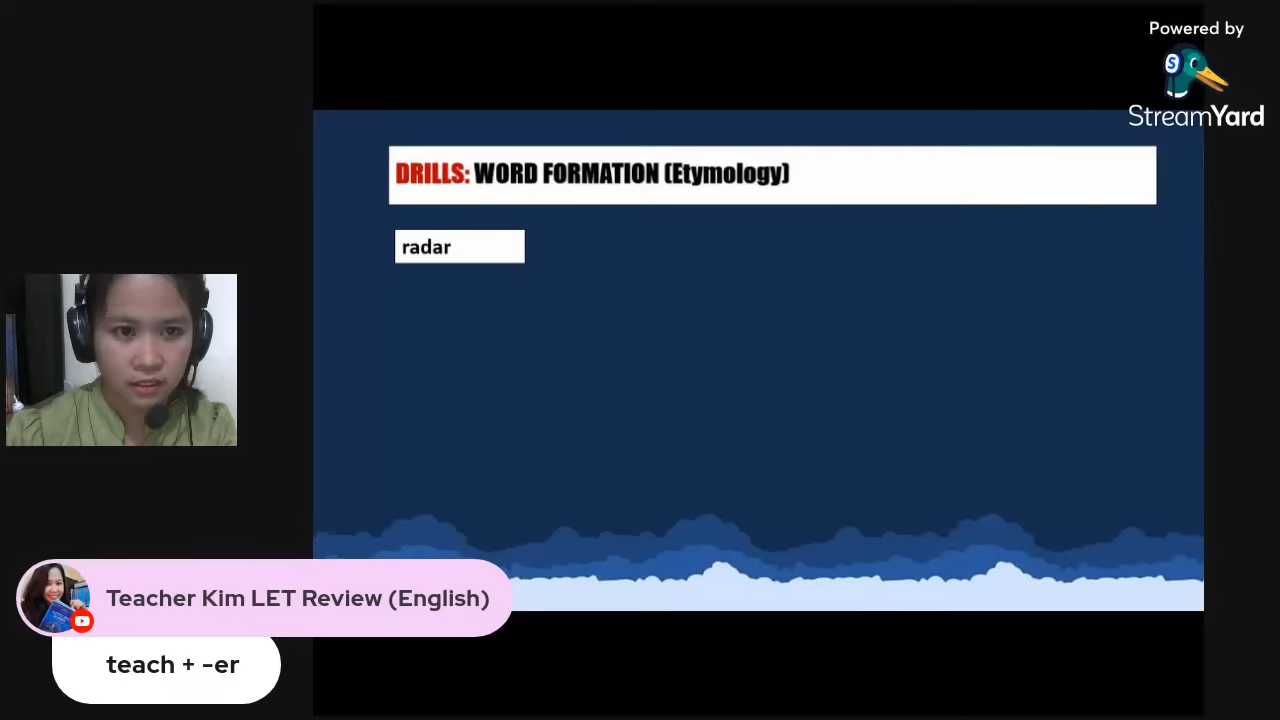 Powered by
StreamYard
DRILLS: WORD FORMATION (Etymology)
radar
Teacher Kim LET Review (English)
teach + -er